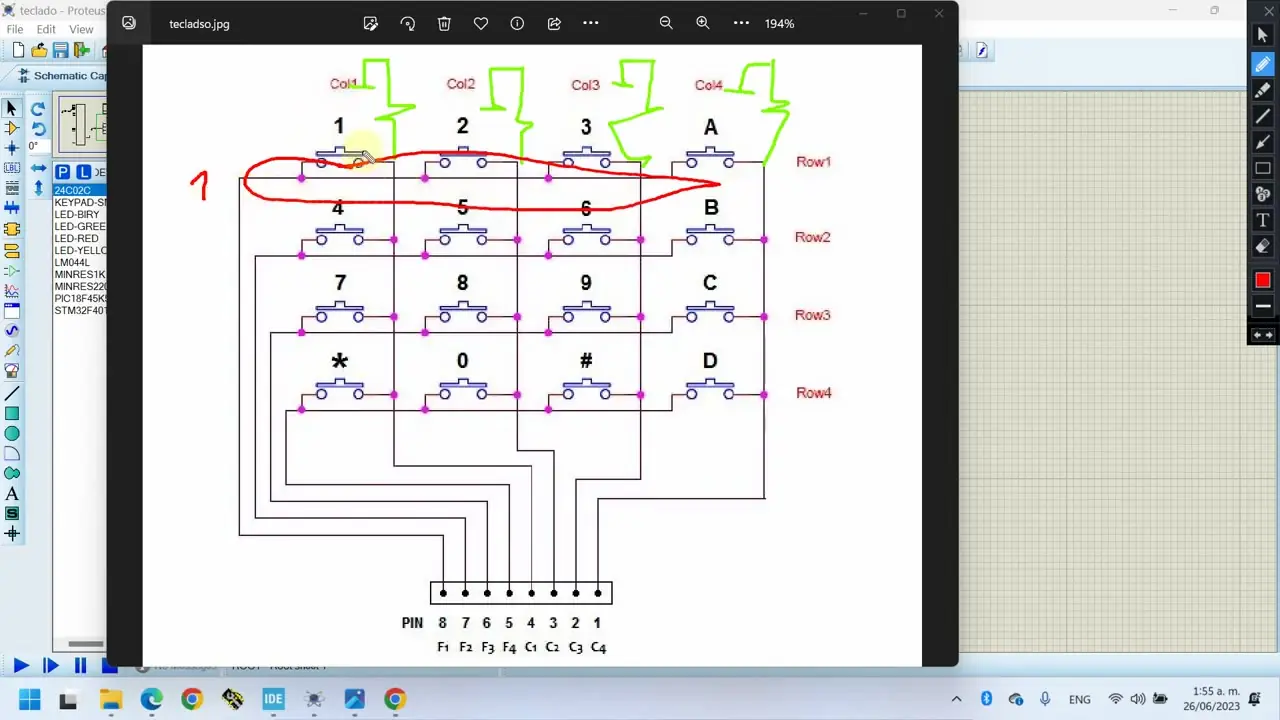 teclado - Proteus
File Edit View
tecladso.jpg
194%
Schematic Cap
0°
P L DE
24C02C
KEYPAD-SM
LED-BIRY
LED-GREE
LED-RED
LED-YELLO
LM044L
MINRES1K
MINRES220
PIC18F45K
STM32F401
Col1 Col2 Col3 Col4
1 2 3 A
Row1
1
4 5 6 B
Row2
7 8 9 C
Row3
* 0 # D
Row4
PIN 8 7 6 5 4 3 2 1
F1 F2 F3 F4 C1 C2 C3 C4
IDE
ENG
1:55 a. m.
26/06/2023